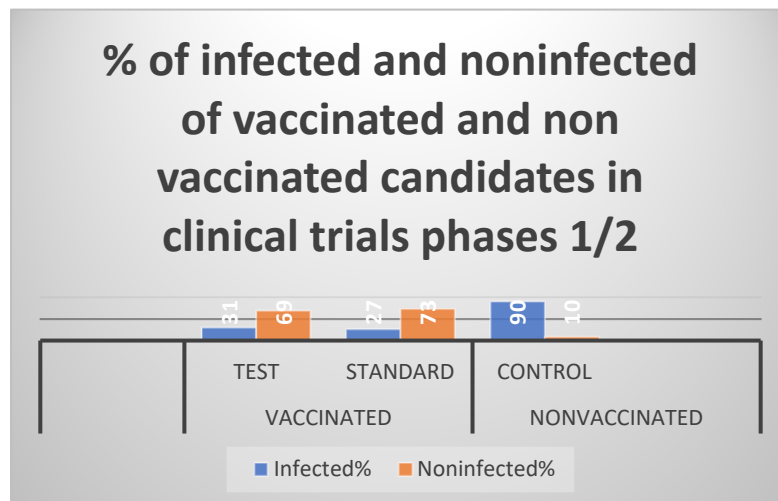 % of infected and noninfected
of vaccinated and non
vaccinated candidates in
clinical trials phases 1/2
31 69 27 73 90 10
TEST STANDARD CONTROL
VACCINATED NONVACCINATED
Infected% Noninfected%